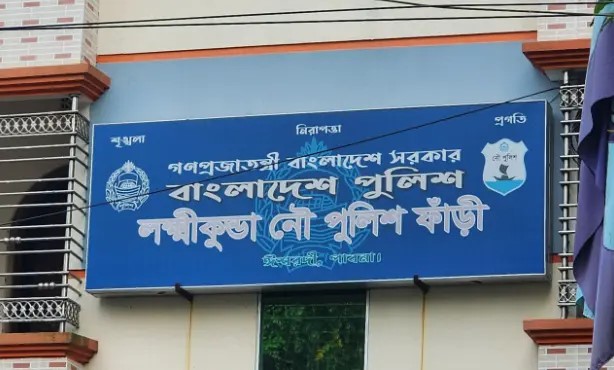 শৃঙ্খলা নিরাপত্তা প্রগতি
গণপ্রজাতন্ত্রী বাংলাদেশ সরকার
নৌ পুলিশ
বাংলাদেশ পুলিশ
লক্ষীকুন্ডা নৌ পুলিশ ফাঁড়ী
ঈশ্বরদী, পাবনা।